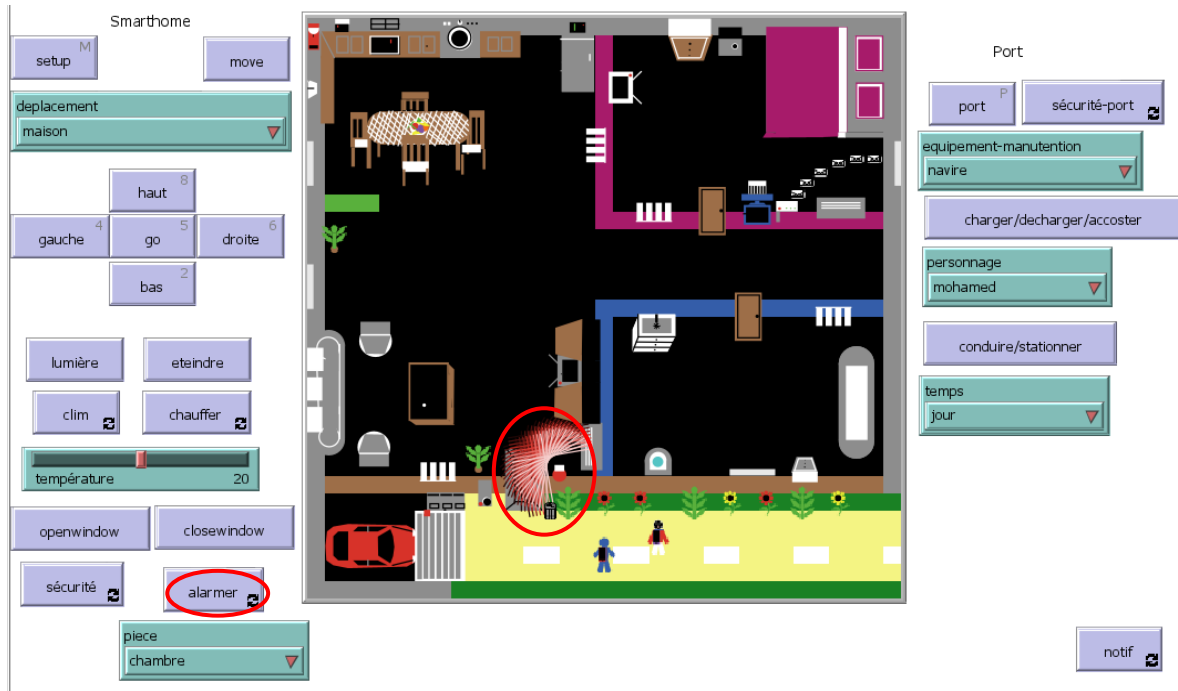 Smarthome
setup M
move
deplacement
maison
haut 8
gauche 4
go 5
droite 6
bas 2
lumière
eteindre
clim
chauffer
température 20
openwindow
closewindow
sécurité
alarmer
piece
chambre
Port
port P
sécurité-port
equipement-manutention
navire
charger/decharger/accoster
personnage
mohamed
conduire/stationner
temps
jour
notif